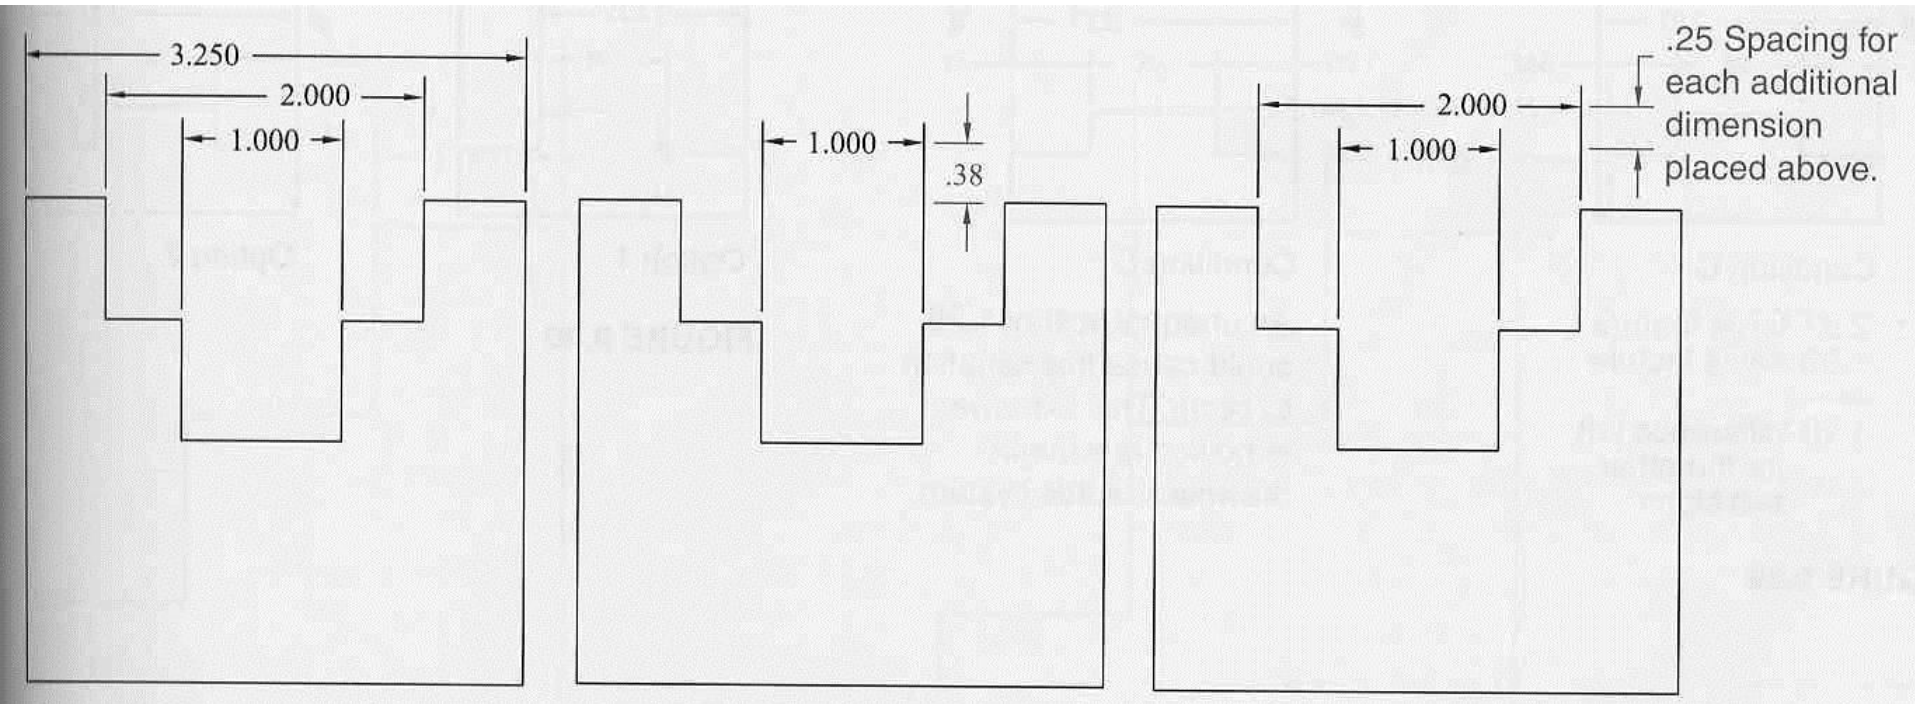 3.250
2.000
1.000
1.000
.38
2.000
1.000
.25 Spacing for
each additional
dimension
placed above.